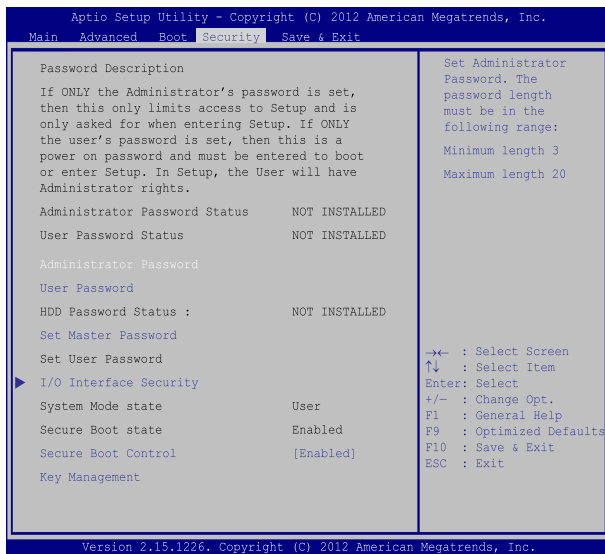 Aptio Setup Utility - Copyright (C) 2012 American Megatrends, Inc.
Main Advanced Boot Security Save & Exit
Password Description
If ONLY the Administrator's password is set,
then this only limits access to Setup and is
only asked for when entering Setup. If ONLY
the user's password is set, then this is a
power on password and must be entered to boot
or enter Setup. In Setup, the User will have
Administrator rights.
Administrator Password Status NOT INSTALLED
User Password Status NOT INSTALLED
Administrator Password
User Password
HDD Password Status : NOT INSTALLED
Set Master Password
Set User Password
I/O Interface Security
System Mode state User
Secure Boot state Enabled
Secure Boot Control [Enabled]
Key Management
Set Administrator
Password. The
password length
must be in the
following range:
Minimum length 3
Maximum length 20
→← : Select Screen
↑↓ : Select Item
Enter: Select
+/— : Change Opt.
F1 : General Help
F9 : Optimized Defaults
F10 : Save & Exit
ESC : Exit
Version 2.15.1226. Copyright (C) 2012 American Megatrends, Inc.